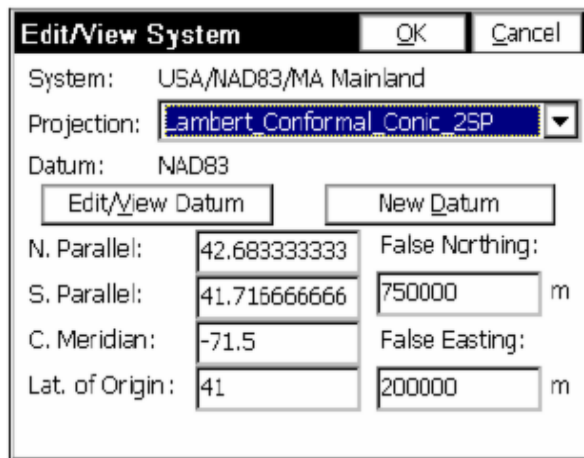 Edit/View System OK Cancel
System: USA/NAD83/MA Mainland
Projection: Lambert_Conformal_Conic_2SP
Datum: NAD83
Edit/View Datum New Datum
N. Parallel: 42.683333333 False Northing:
S. Parallel: 41.716666666 750000 m
C. Meridian: -71.5 False Easting:
Lat. of Origin: 41 200000 m